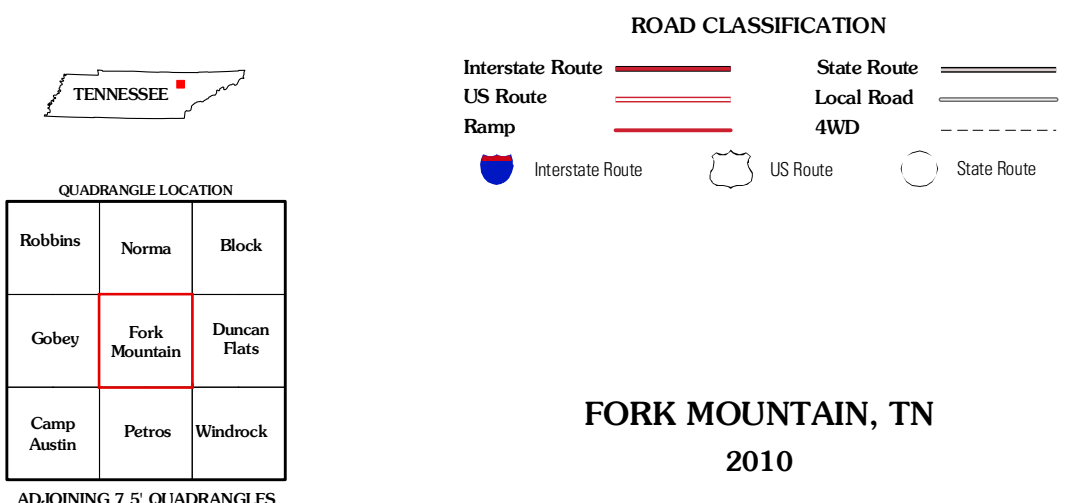 ROAD CLASSIFICATION
Interstate Route
State Route
US Route
Local Road
Ramp
4WD
Interstate Route
US Route
State Route
TENNESSEE
QUADRANGLE LOCATION
Robbins
Norma
Block
Gobey
Fork
Mountain
Duncan
Flats
Camp
Austin
Petros
Windrock
ADJOINING 7.5' QUADRANGLES
FORK MOUNTAIN, TN
2010